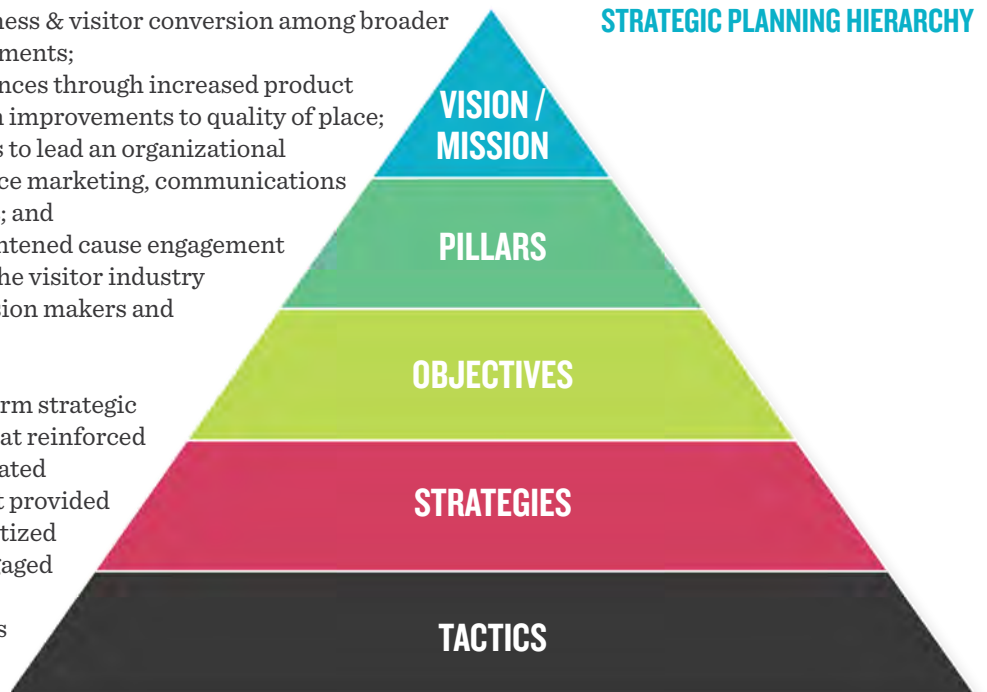 STRATEGIC PLANNING HIERARCHY
ness & visitor conversion among broader
ments;
nces through increased product
improvements to quality of place;
s to lead an organizational
ce marketing, communications
; and
ntened cause engagement
he visitor industry
sion makers and
rm strategic
at reinforced
ated
t provided
tized
gaged
s
VISION /
MISSION
PILLARS
OBJECTIVES
STRATEGIES
TACTICS